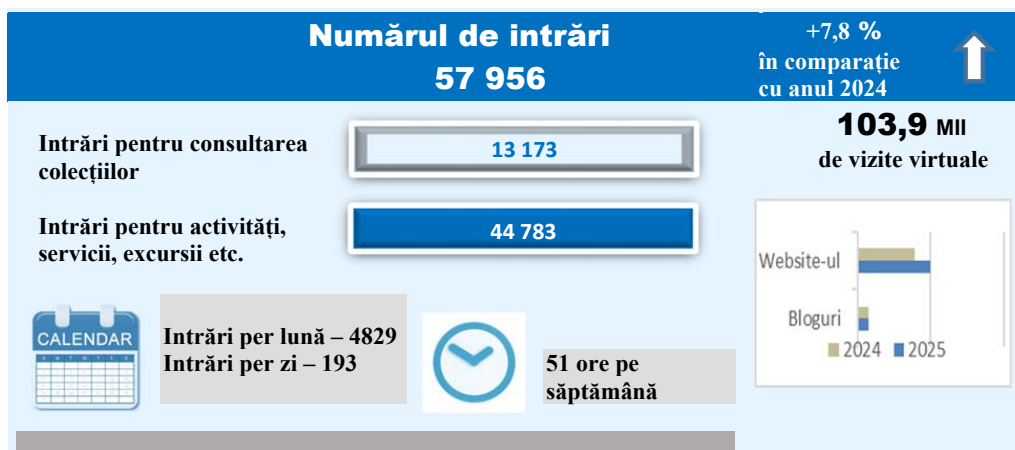 Numărul de intrări
57 956
+7,8 %
în comparație
cu anul 2024
Intrări pentru consultarea
colecțiilor
13 173
103,9 MII
de vizite virtuale
Intrări pentru activități,
servicii, excursii etc.
44 783
Website-ul
Bloguri
2024 2025
CALENDAR
Intrări per lună – 4829
Intrări per zi – 193
51 ore pe
săptămână